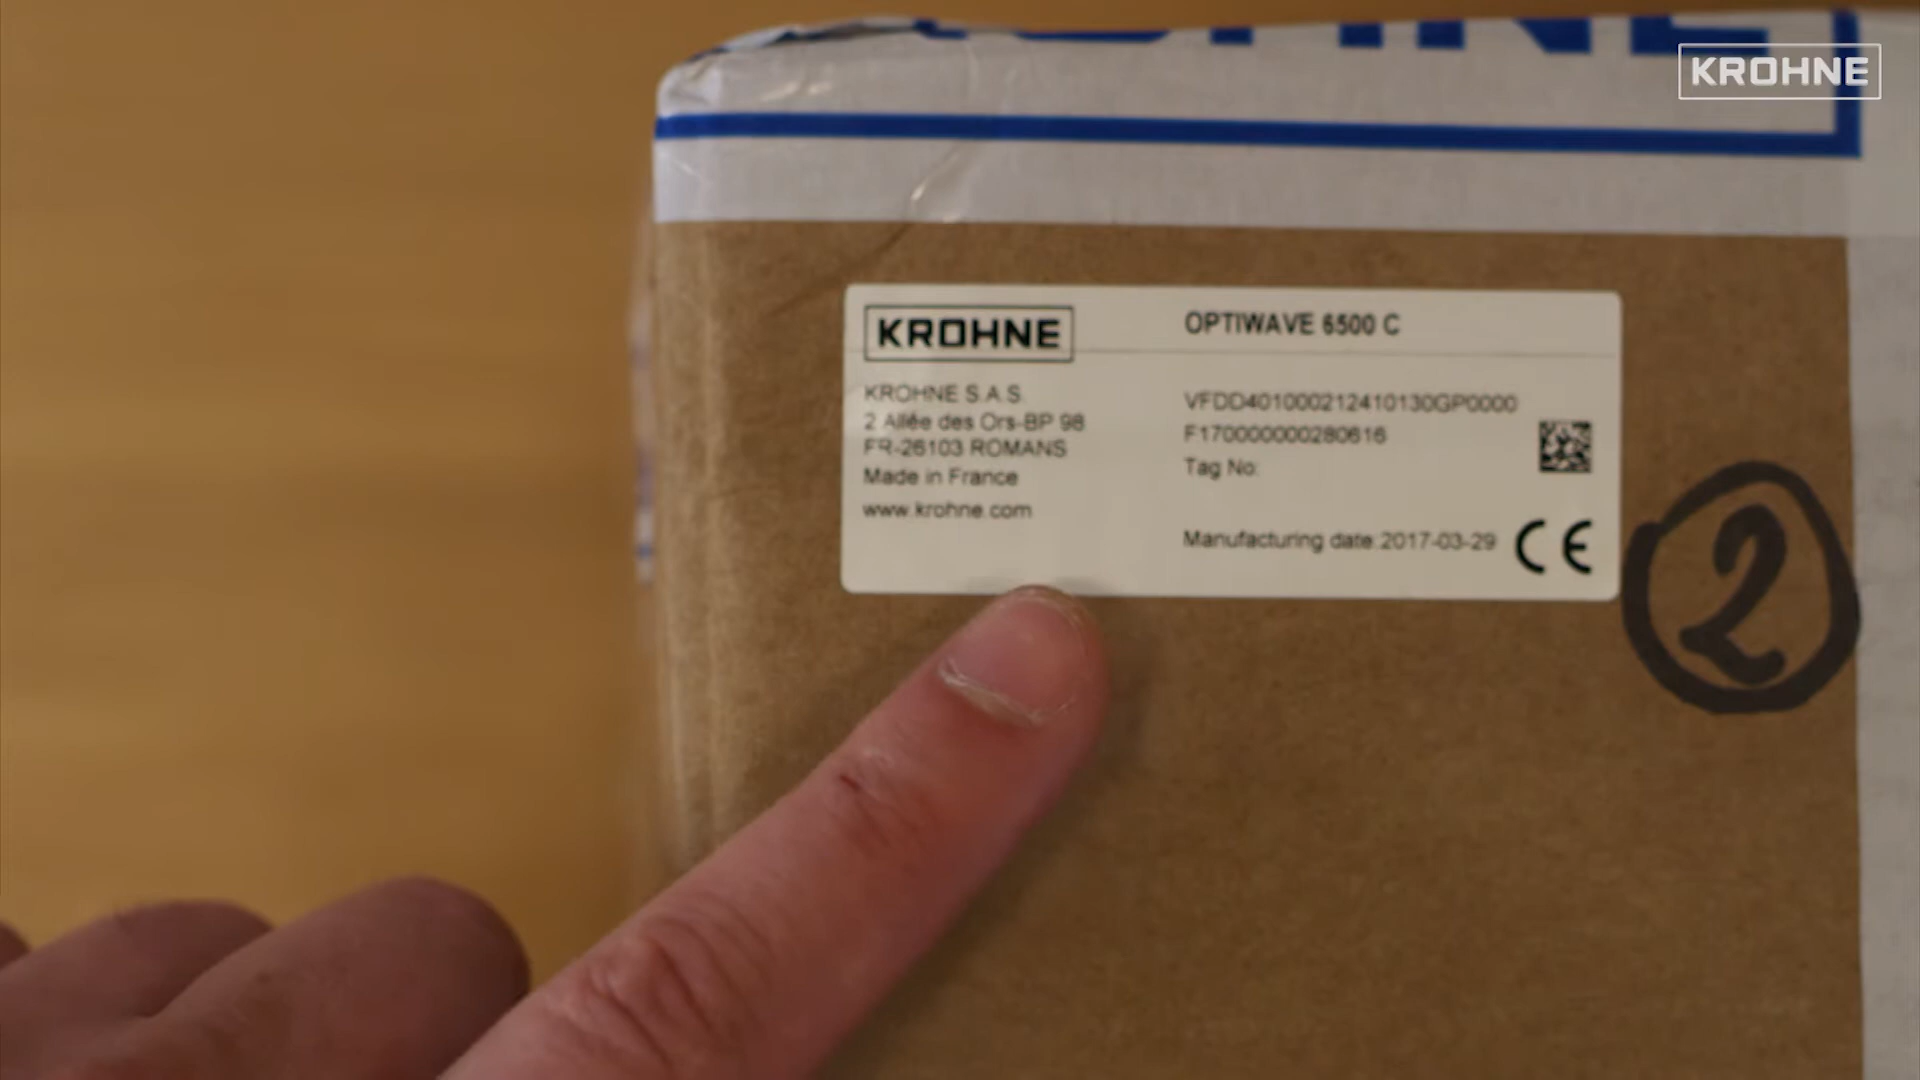 KROHNE
KROHNE
OPTIWAVE 6500 C
KROHNE S.A.S.
2 Allée des Ors-BP 98
FR-26103 ROMANS
Made in France
www.krohne.com
VFDD401000212410130GP0000
F170000000280616
Tag No:
Manufacturing date:2017-03-29
CE
2